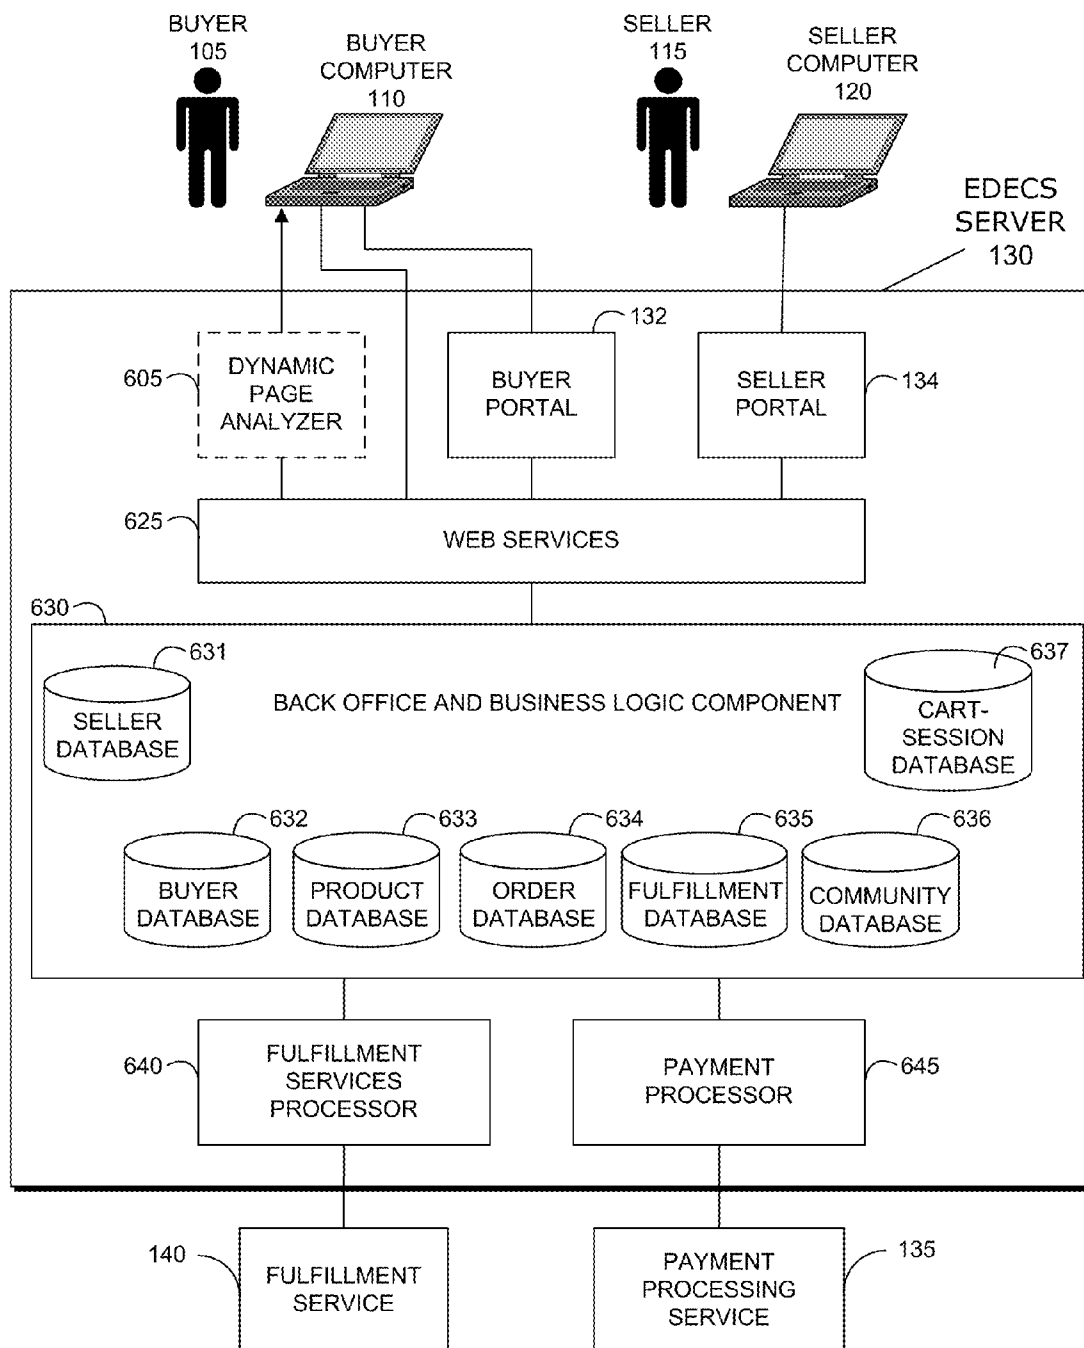 BUYER
105
BUYER
COMPUTER
110
SELLER
115
SELLER
COMPUTER
120
EDECS
SERVER
130
605
DYNAMIC
PAGE
ANALYZER
132
BUYER
PORTAL
SELLER
PORTAL
134
625
WEB SERVICES
630
631
SELLER
DATABASE
BACK OFFICE AND BUSINESS LOGIC COMPONENT
637
CART-
SESSION
DATABASE
632
BUYER
DATABASE
633
PRODUCT
DATABASE
634
ORDER
DATABASE
635
FULFILLMENT
DATABASE
636
COMMUNITY
DATABASE
640
FULFILLMENT
SERVICES
PROCESSOR
PAYMENT
PROCESSOR
645
140
FULFILLMENT
SERVICE
PAYMENT
PROCESSING
SERVICE
135